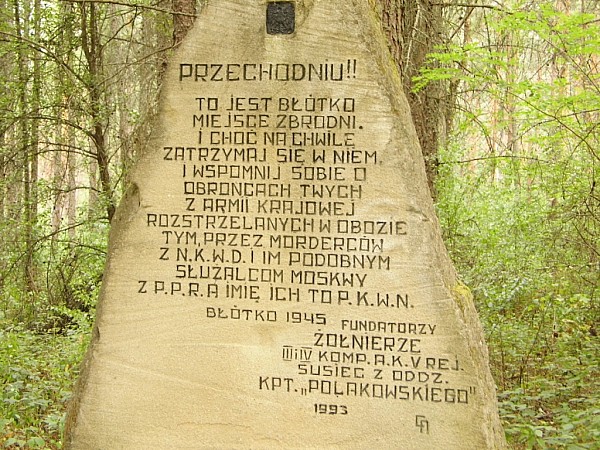 PRZECHODNIU!!
TO JEST BŁÓTKO
MIEJSCE ZBRODNI.
I CHOĆ NA CHWILĘ
ZATRZYMAJ SIĘ W NIEM.
I WSPOMNIJ SOBIE O
OBROŃCACH TWYCH
Z ARMII KRAJOWEJ
ROZSTRZELANYCH W OBOZIE
TYM, PRZEZ MORDERCÓW
Z N.K.W.D. I IM PODOBNYM
SŁUŻALCOM MOSKWY
Z P.P.R. A IMIĘ ICH TO P.K.W.N.
BŁÓTKO 1945 FUNDATORZY
ŻOŁNIERZE
III i IV KOMP. A.K. V REJ.
SUSIEC Z ODDZ.
KPT. „POLAKOWSKIEGO"
1993